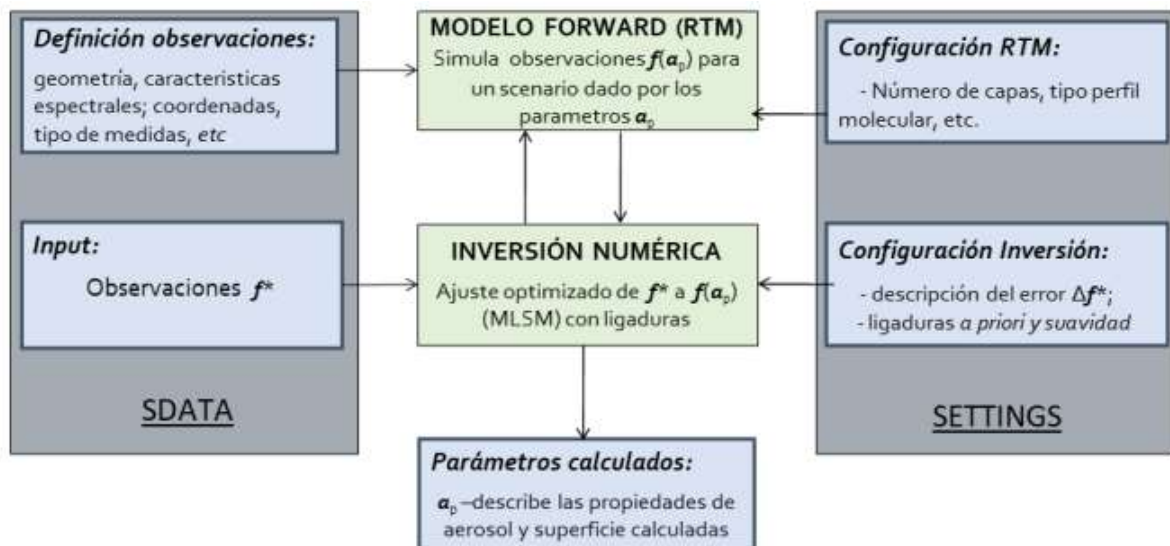 Definición observaciones:
geometría, caracteristicas
espectrales; coordenadas,
tipo de medidas, etc
Input:
Observaciones f*
SDATA
MODELO FORWARD (RTM)
Simula observaciones f(aₚ) para
un scenario dado por los
parametros aₚ
INVERSIÓN NUMÉRICA
Ajuste optimizado de f* a f(aₚ)
(MLSM) con ligaduras
Parámetros calculados:
aₚ –describe las propiedades de
aerosol y superficie calculadas
Configuración RTM:
- Número de capas, tipo perfil
molecular, etc.
Configuración Inversión:
- descripción del error Δf*;
- ligaduras a priori y suavidad
SETTINGS